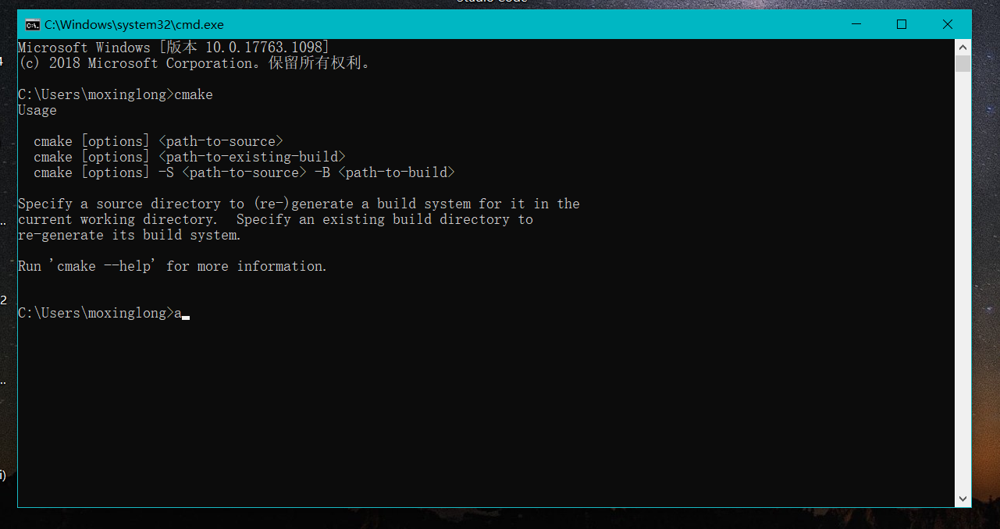 studio code
C:\Windows\system32\cmd.exe
Microsoft Windows [版本 10.0.17763.1098]
(c) 2018 Microsoft Corporation。保留所有权利。
C:\Users\moxinglong>cmake
Usage
cmake [options] <path-to-source>
cmake [options] <path-to-existing-build>
cmake [options] -S <path-to-source> -B <path-to-build>
Specify a source directory to (re-)generate a build system for it in the
current working directory.  Specify an existing build directory to
re-generate its build system.
Run 'cmake --help' for more information.
C:\Users\moxinglong>a